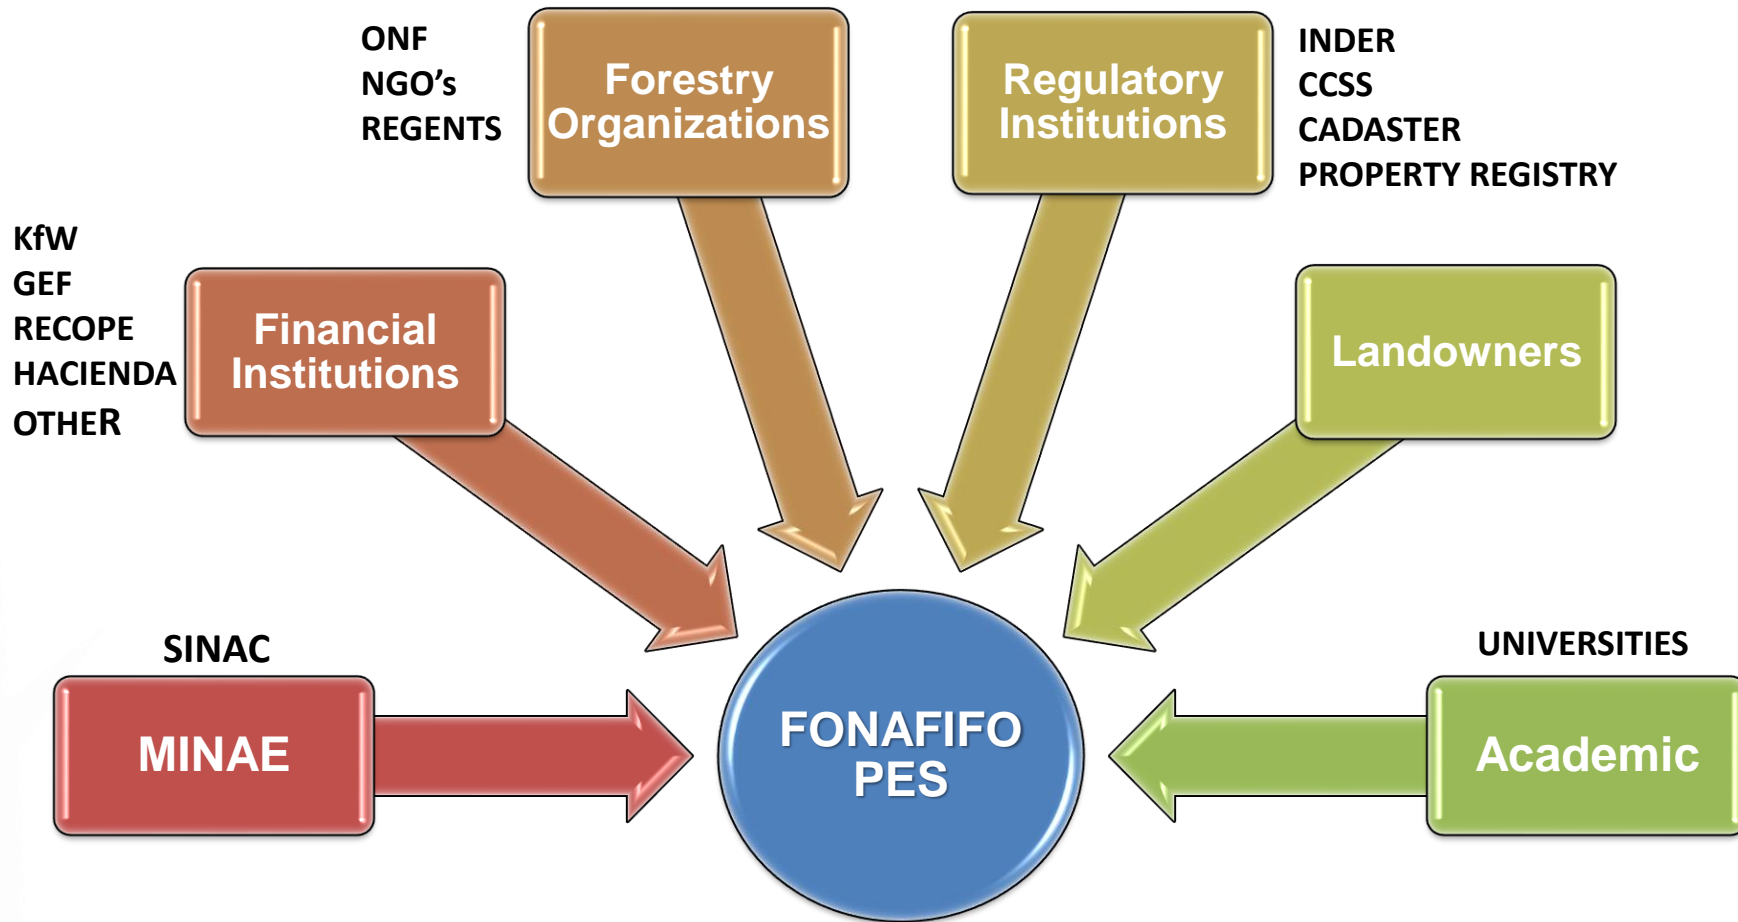 ONF
NGO’s
REGENTS
Forestry
Organizations
Regulatory
Institutions
INDER
CCSS
CADASTER
PROPERTY REGISTRY
KfW
GEF
RECOPE
HACIENDA
OTHER
Financial
Institutions
Landowners
SINAC
MINAE
FONAFIFO
PES
UNIVERSITIES
Academic